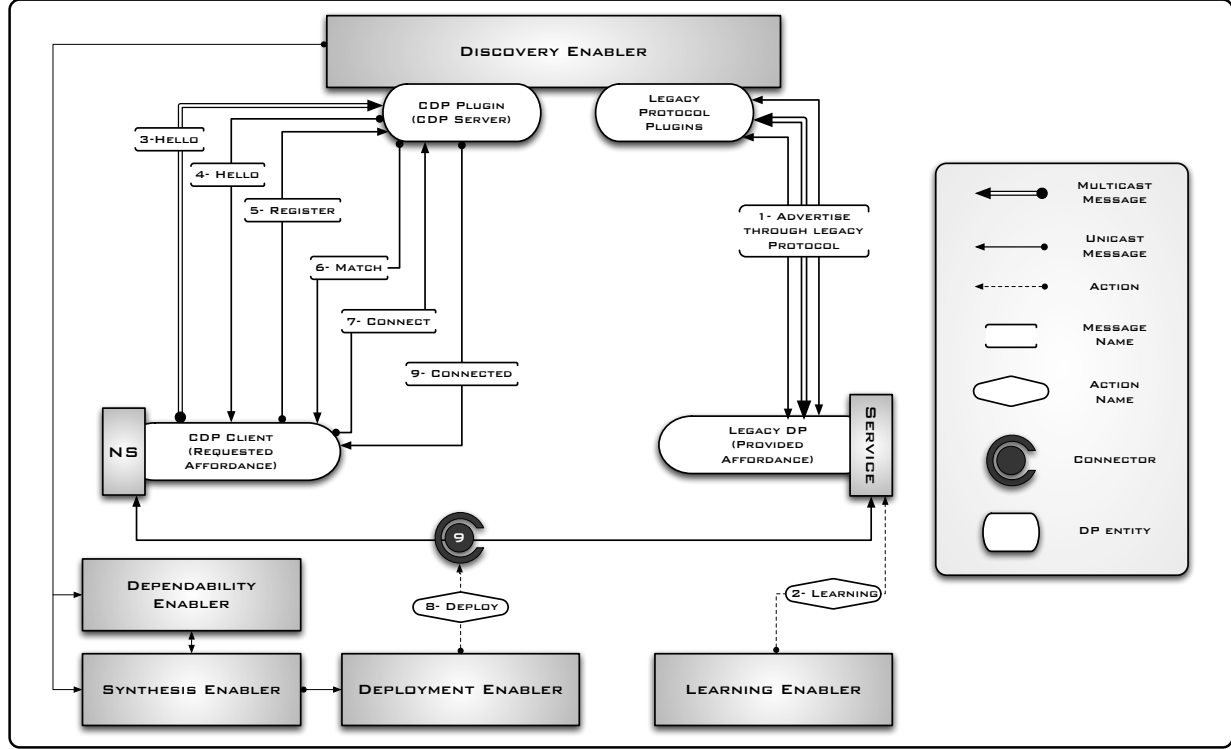 Discovery Enabler
CDP Plugin
(CDP Server)
Legacy
Protocol
Plugins
3-Hello
4- Hello
5- Register
6- Match
7- Connect
9- Connected
1- Advertise
through legacy
Protocol
NS
CDP Client
(Requested
Affordance)
Legacy DP
(Provided
Affordance)
Service
9
8- Deploy
2- Learning
Dependability
Enabler
Synthesis Enabler
Deployment Enabler
Learning Enabler
Multicast
Message
Unicast
Message
Action
Message
Name
Action
Name
Connector
DP entity